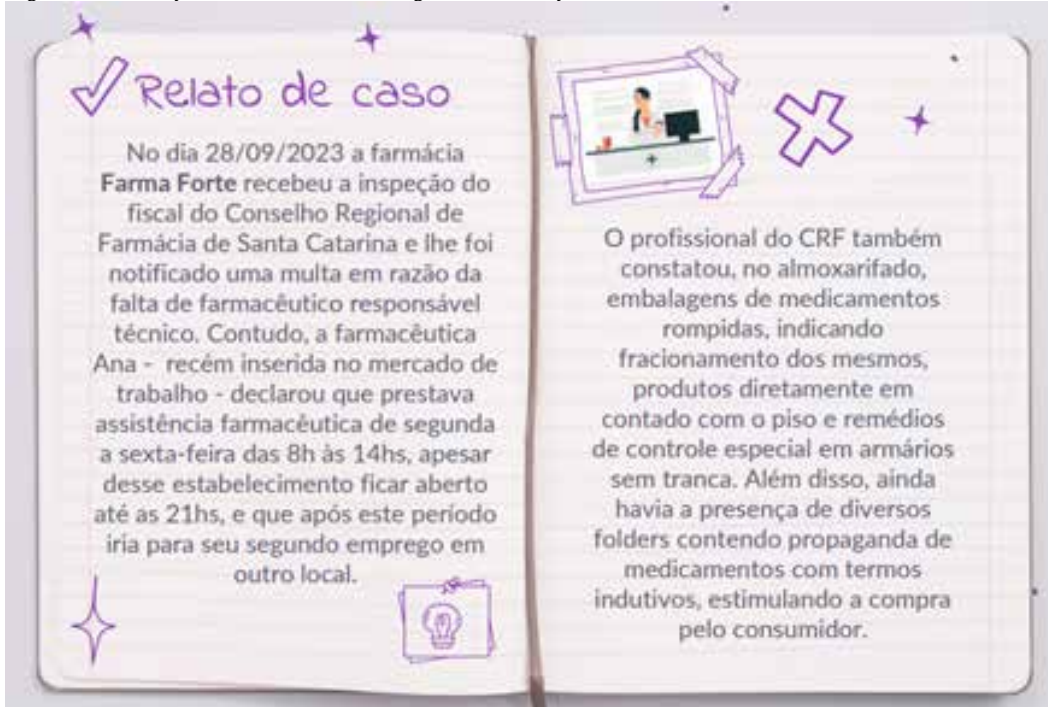 Relato de caso
No dia 28/09/2023 a farmácia
Farma Forte recebeu a inspeção do
fiscal do Conselho Regional de
Farmácia de Santa Catarina e lhe foi
notificado uma multa em razão da
falta de farmacêutico responsável
técnico. Contudo, a farmacêutica
Ana - recém inserida no mercado de
trabalho - declarou que prestava
assistência farmacêutica de segunda
a sexta-feira das 8h às 14hs, apesar
desse estabelecimento ficar aberto
até as 21hs, e que após este período
iria para seu segundo emprego em
outro local.
O profissional do CRF também
constatou, no almoxarifado,
embalagens de medicamentos
rompidas, indicando
fracionamento dos mesmos,
produtos diretamente em
contado com o piso e remédios
de controle especial em armários
sem tranca. Além disso, ainda
havia a presença de diversos
folders contendo propaganda de
medicamentos com termos
indutivos, estimulando a compra
pelo consumidor.